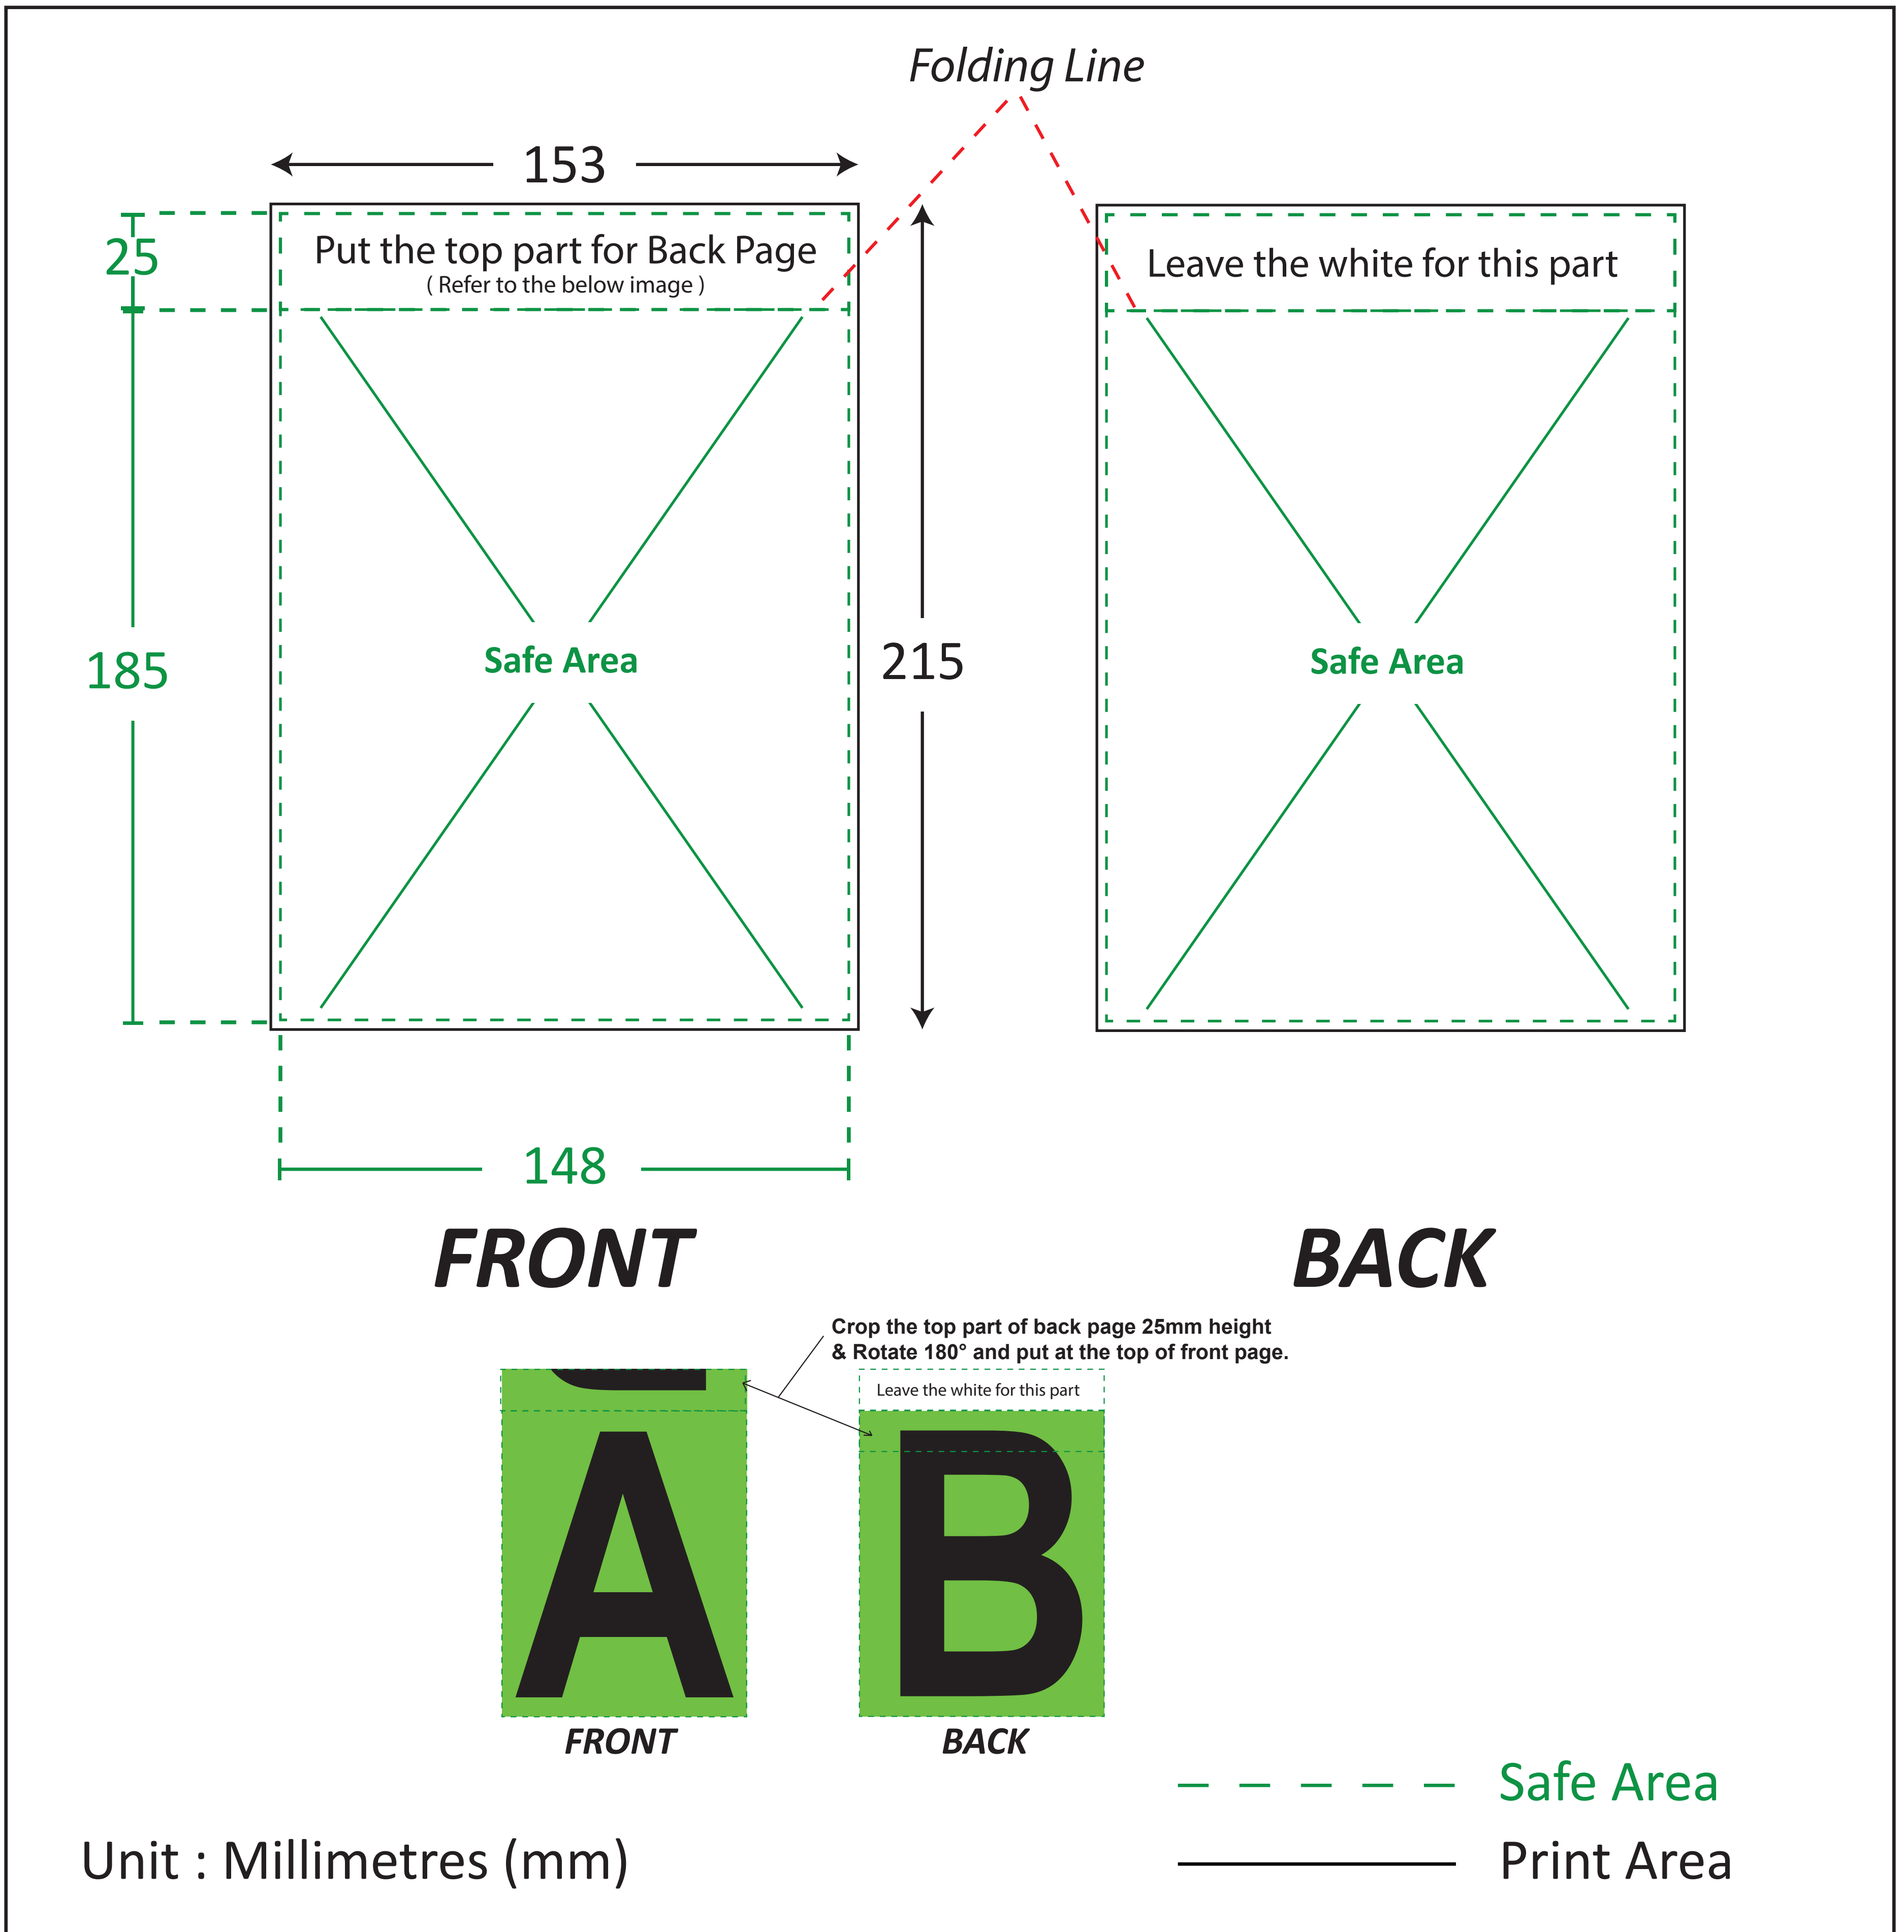 Folding Line
153
25
Put the top part for Back Page
( Refer to the below image )
Leave the white for this part
185
Safe Area
215
Safe Area
148
FRONT
BACK
Crop the top part of back page 25mm height
& Rotate 180° and put at the top of front page.
Leave the white for this part
A
B
FRONT
BACK
Safe Area
Unit : Millimetres (mm)
Print Area